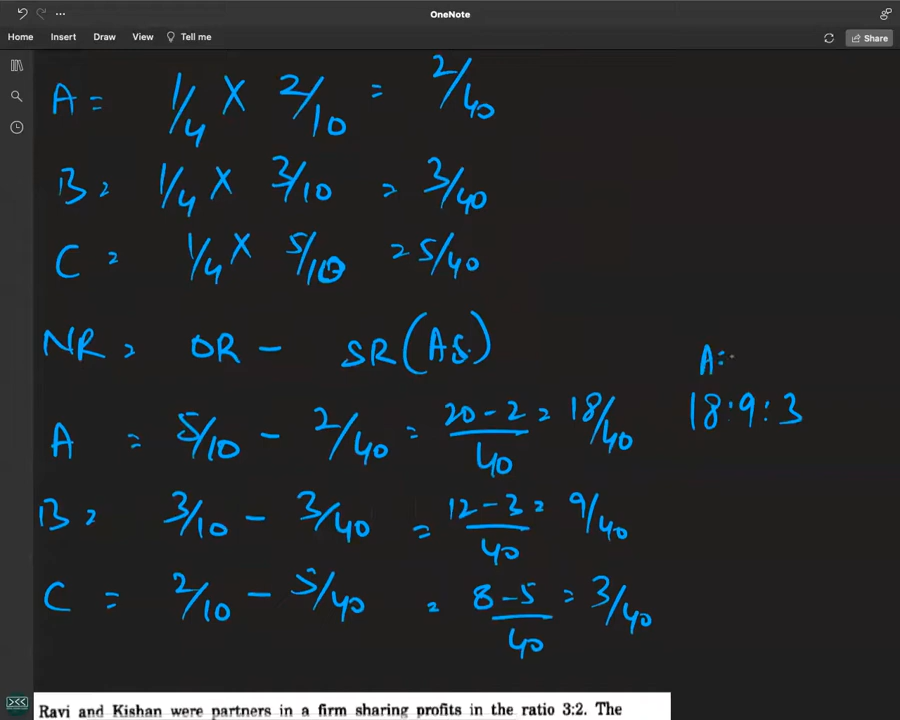 OneNote
Home Insert Draw View Tell me Share
A = 1/4 X 2/10 = 2/40
B = 1/4 X 3/10 = 3/40
C = 1/4 X 5/10 = 5/40
NR = OR - SR (A S.)
A :
18 : 9 : 3
A = 5/10 - 2/40 = 20 - 2 / 40 = 18/40
B = 3/10 - 3/40 = 12 - 3 / 40 = 9/40
C = 2/10 - 5/40 = 8 - 5 / 40 = 3/40
Ravi and Kishan were partners in a firm sharing profits in the ratio 3:2. The